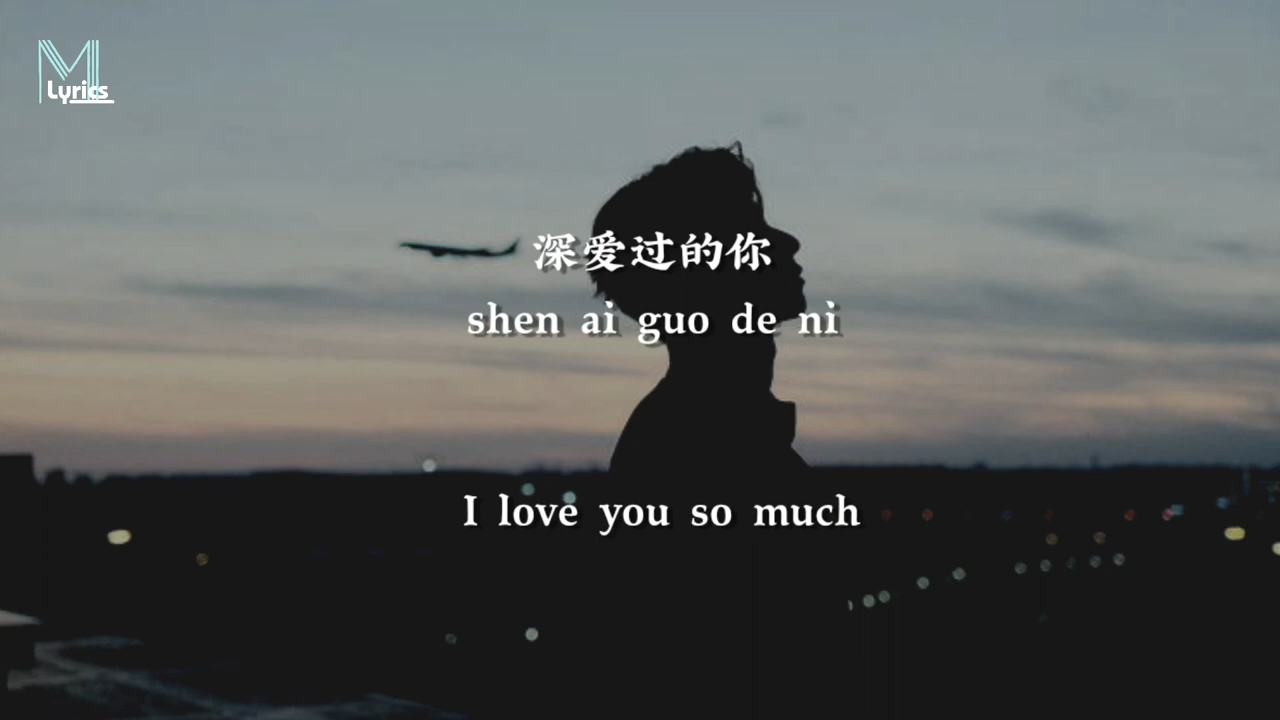 M
Lyrics
深爱过的你
shen ai guo de ni
I love you so much